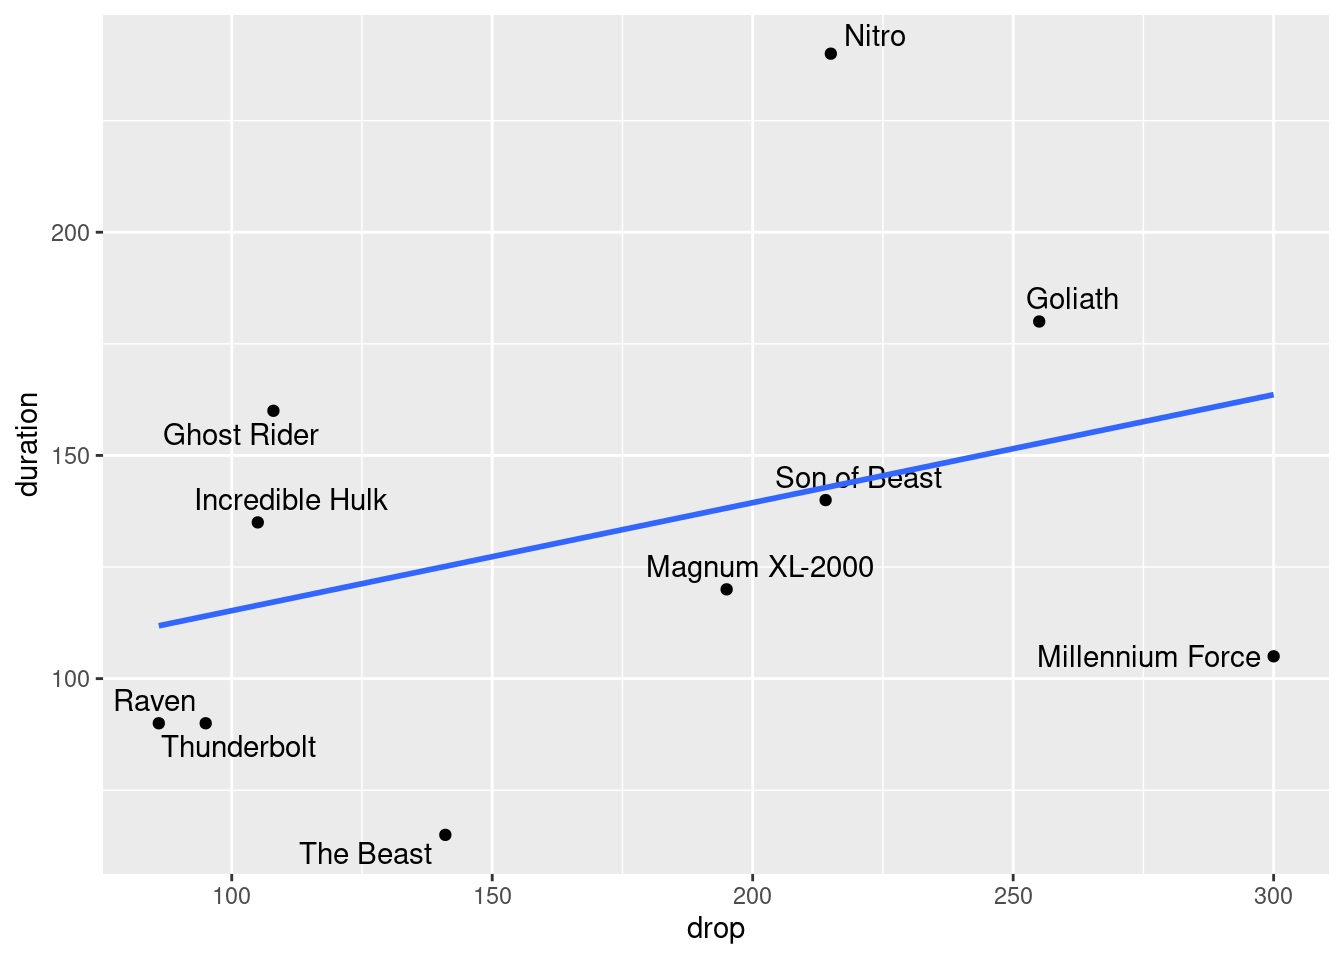 Nitro
200
Goliath
Ghost Rider
150
Son of Beast
Incredible Hulk
Magnum XL-2000
Millennium Force
100
Raven
Thunderbolt
The Beast
duration
100 150 200 250 300
drop